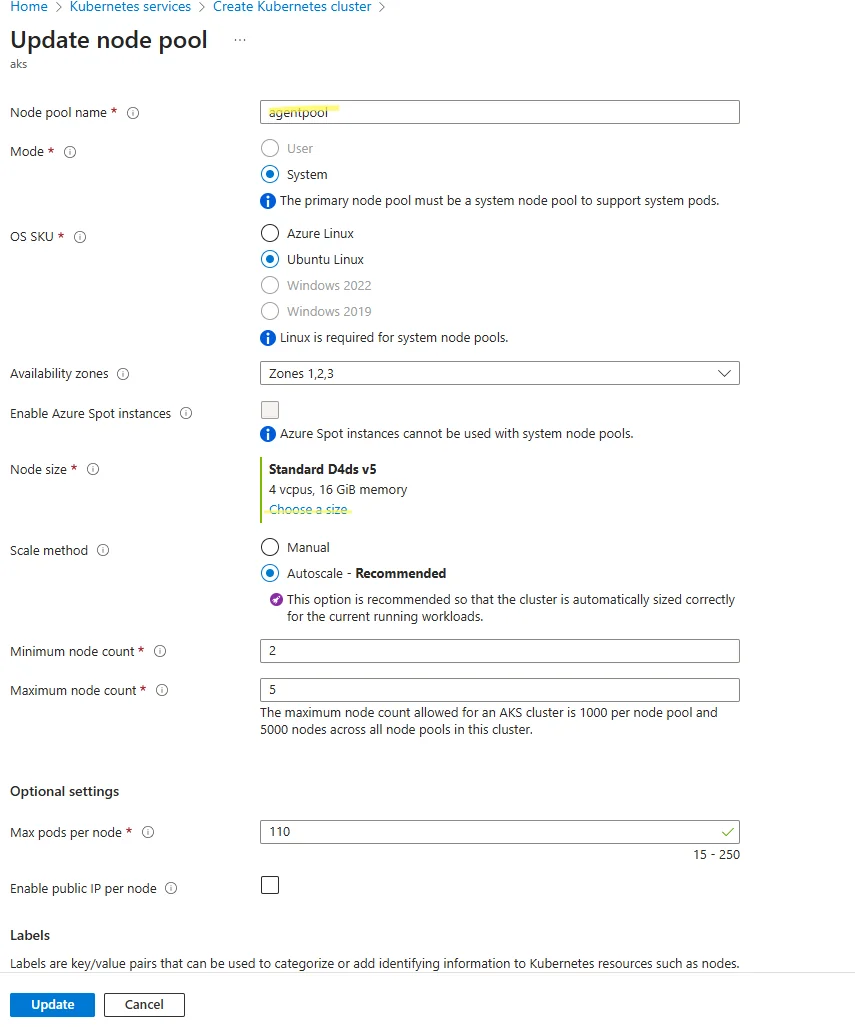 Home > Kubernetes services > Create Kubernetes cluster >
Update node pool ...
aks
Node pool name * agentpool
Mode * User
System
The primary node pool must be a system node pool to support system pods.
OS SKU * Azure Linux
Ubuntu Linux
Windows 2022
Windows 2019
Linux is required for system node pools.
Availability zones Zones 1,2,3
Enable Azure Spot instances
Azure Spot instances cannot be used with system node pools.
Node size * Standard D4ds v5
4 vcpus, 16 GiB memory
Choose a size
Scale method Manual
Autoscale - Recommended
This option is recommended so that the cluster is automatically sized correctly
for the current running workloads.
Minimum node count * 2
Maximum node count * 5
The maximum node count allowed for an AKS cluster is 1000 per node pool and
5000 nodes across all node pools in this cluster.
Optional settings
Max pods per node * 110
15 - 250
Enable public IP per node
Labels
Labels are key/value pairs that can be used to categorize or add identifying information to Kubernetes resources such as nodes.
Update Cancel